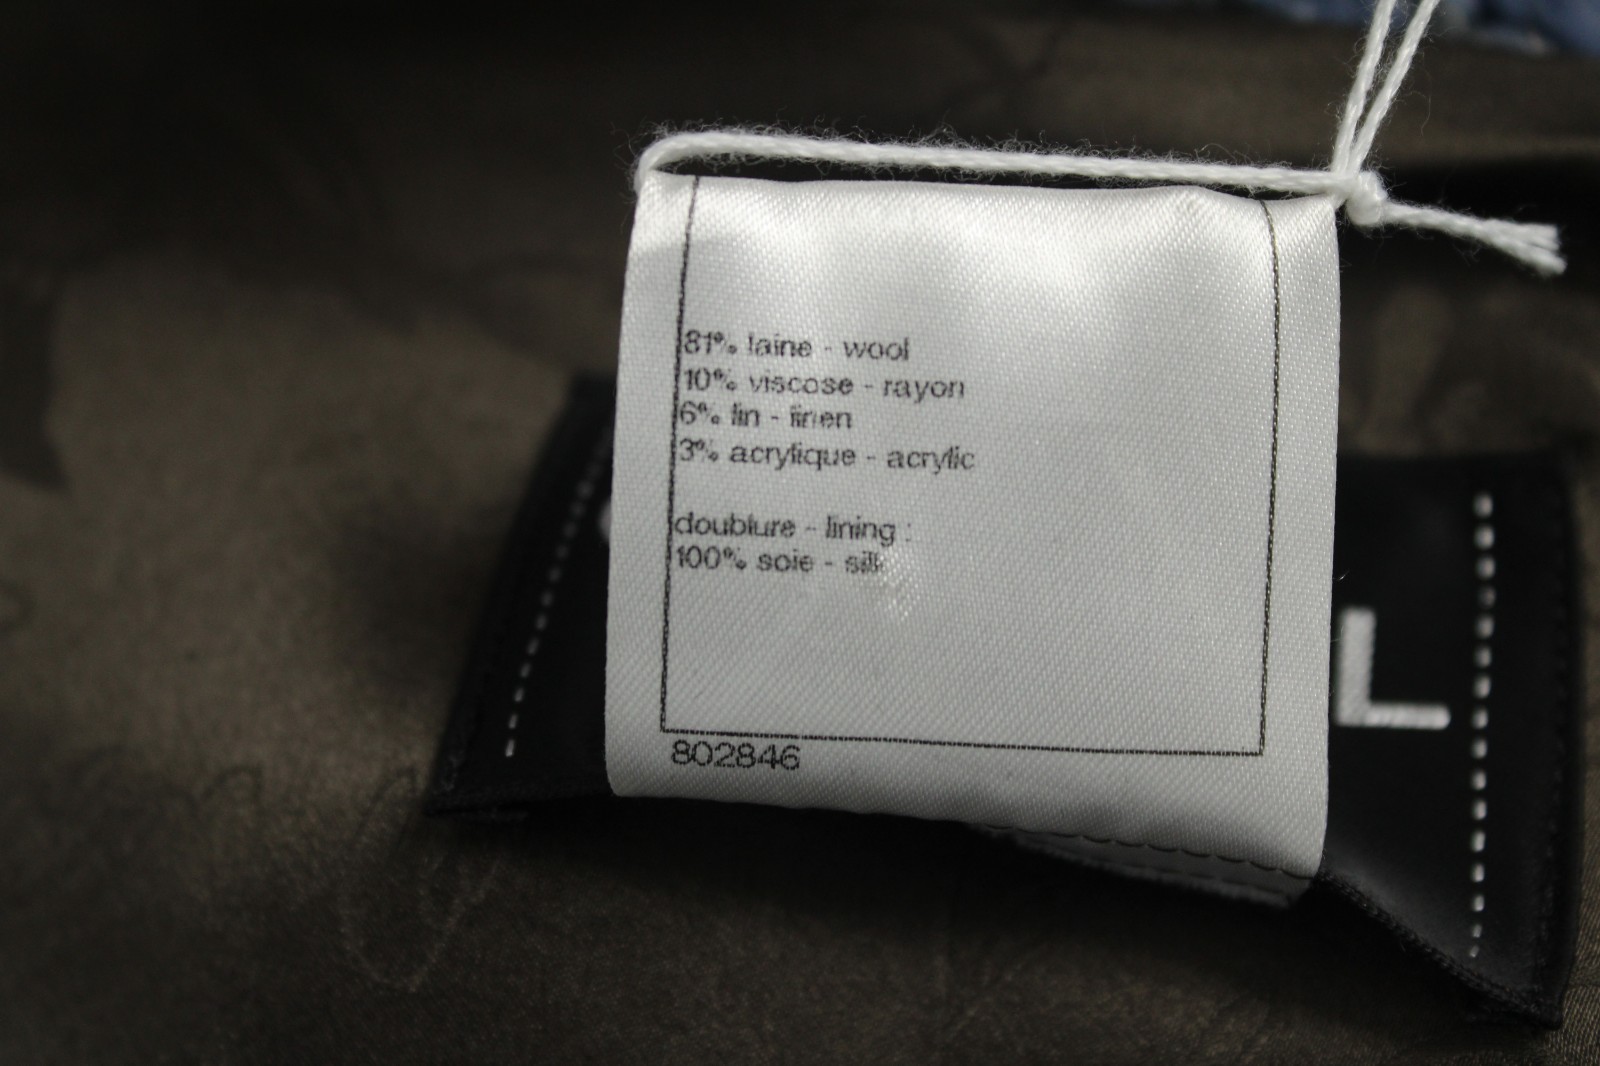 81% laine - wool
10% viscose - rayon
6% lin - linen
3% acrylique - acrylic
doublure - lining :
100% soie - silk
802846
L